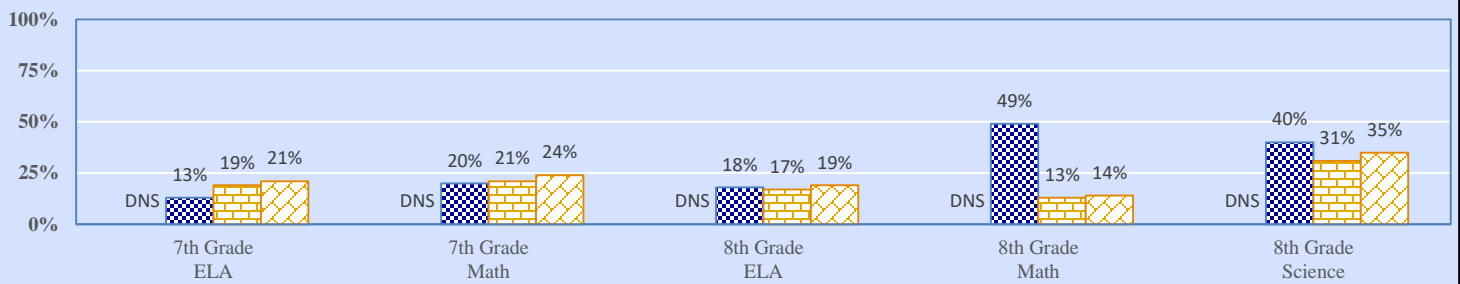 100%
75%
50%
25%
0%
DNS 13% 19% 21%
DNS 20% 21% 24%
DNS 18% 17% 19%
DNS 49% 13% 14%
DNS 40% 31% 35%
7th Grade
ELA
7th Grade
Math
8th Grade
ELA
8th Grade
Math
8th Grade
Science